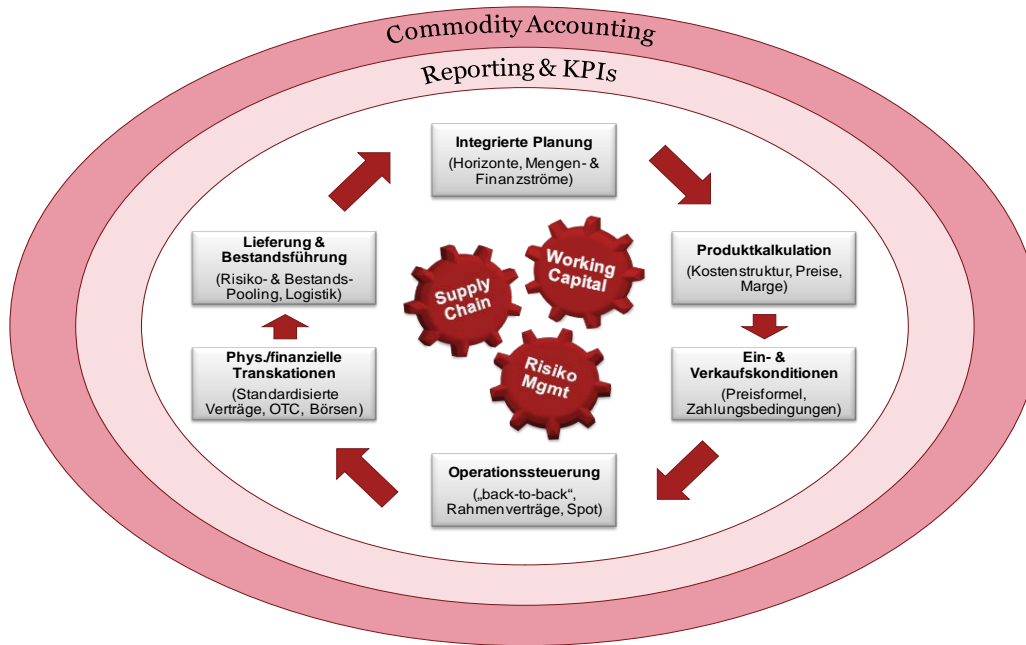 Commodity Accounting
Reporting & KPIs
Integrierte Planung
(Horizonte, Mengen- &
Finanzströme)
Produktkalkulation
(Kostenstruktur, Preise,
Marge)
Ein- &
Verkaufskonditionen
(Preisformel,
Zahlungsbedingungen)
Operationssteuerung
(„back-to-back“,
Rahmenverträge, Spot)
Phys./finanzielle
Transkationen
(Standardisierte
Verträge, OTC, Börsen)
Lieferung &
Bestandsführung
(Risiko- & Bestands-
Pooling, Logistik)
Supply
Chain
Working
Capital
Risiko
Mgmt